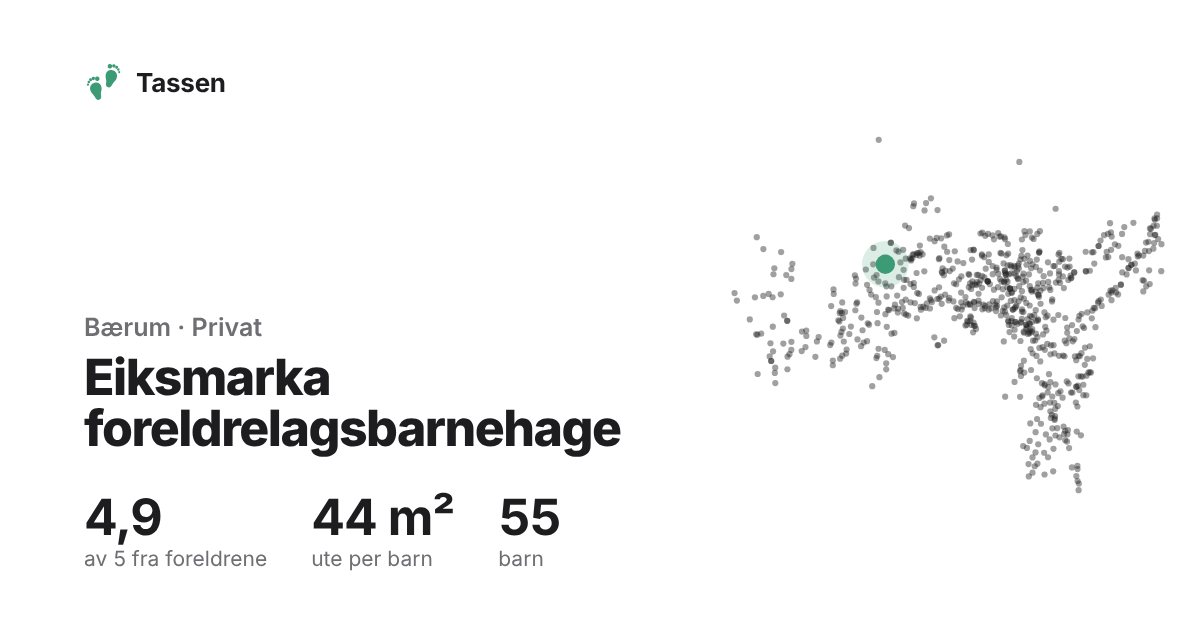 Tassen
Bærum · Privat
Eiksmarka
foreldrelagsbarnehage
4,9 44 m² 55
av 5 fra foreldrene ute per barn barn